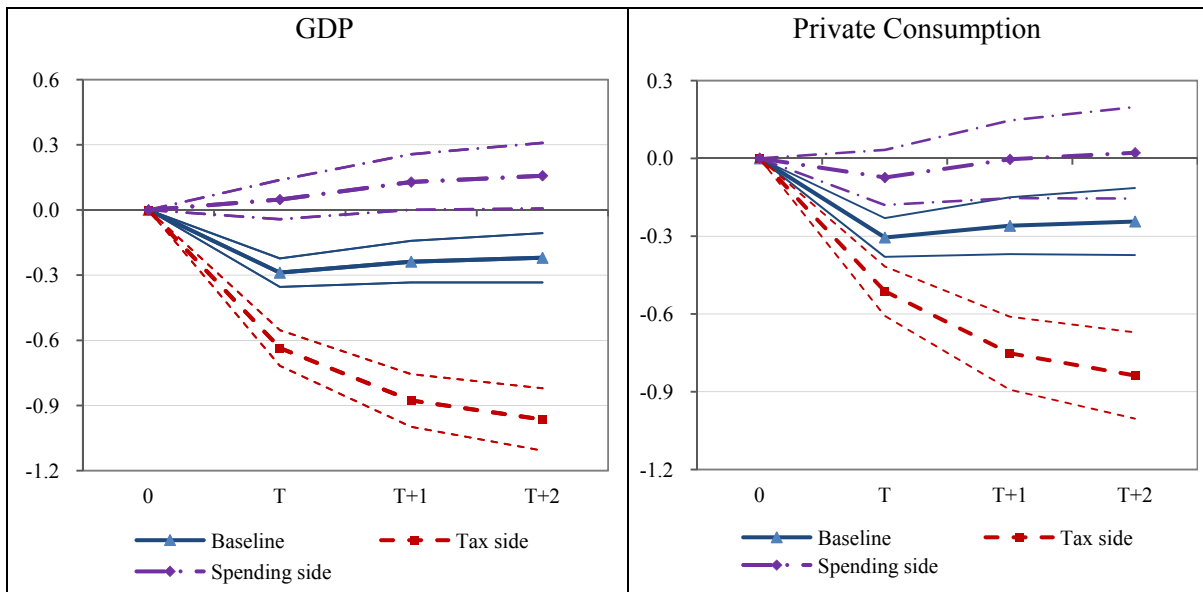 GDP
0.6
0.3
0.0
-0.3
-0.6
-0.9
-1.2
0 T T+1 T+2
Baseline Tax side
Spending side
Private Consumption
0.3
0.0
-0.3
-0.6
-0.9
-1.2
0 T T+1 T+2
Baseline Tax side
Spending side